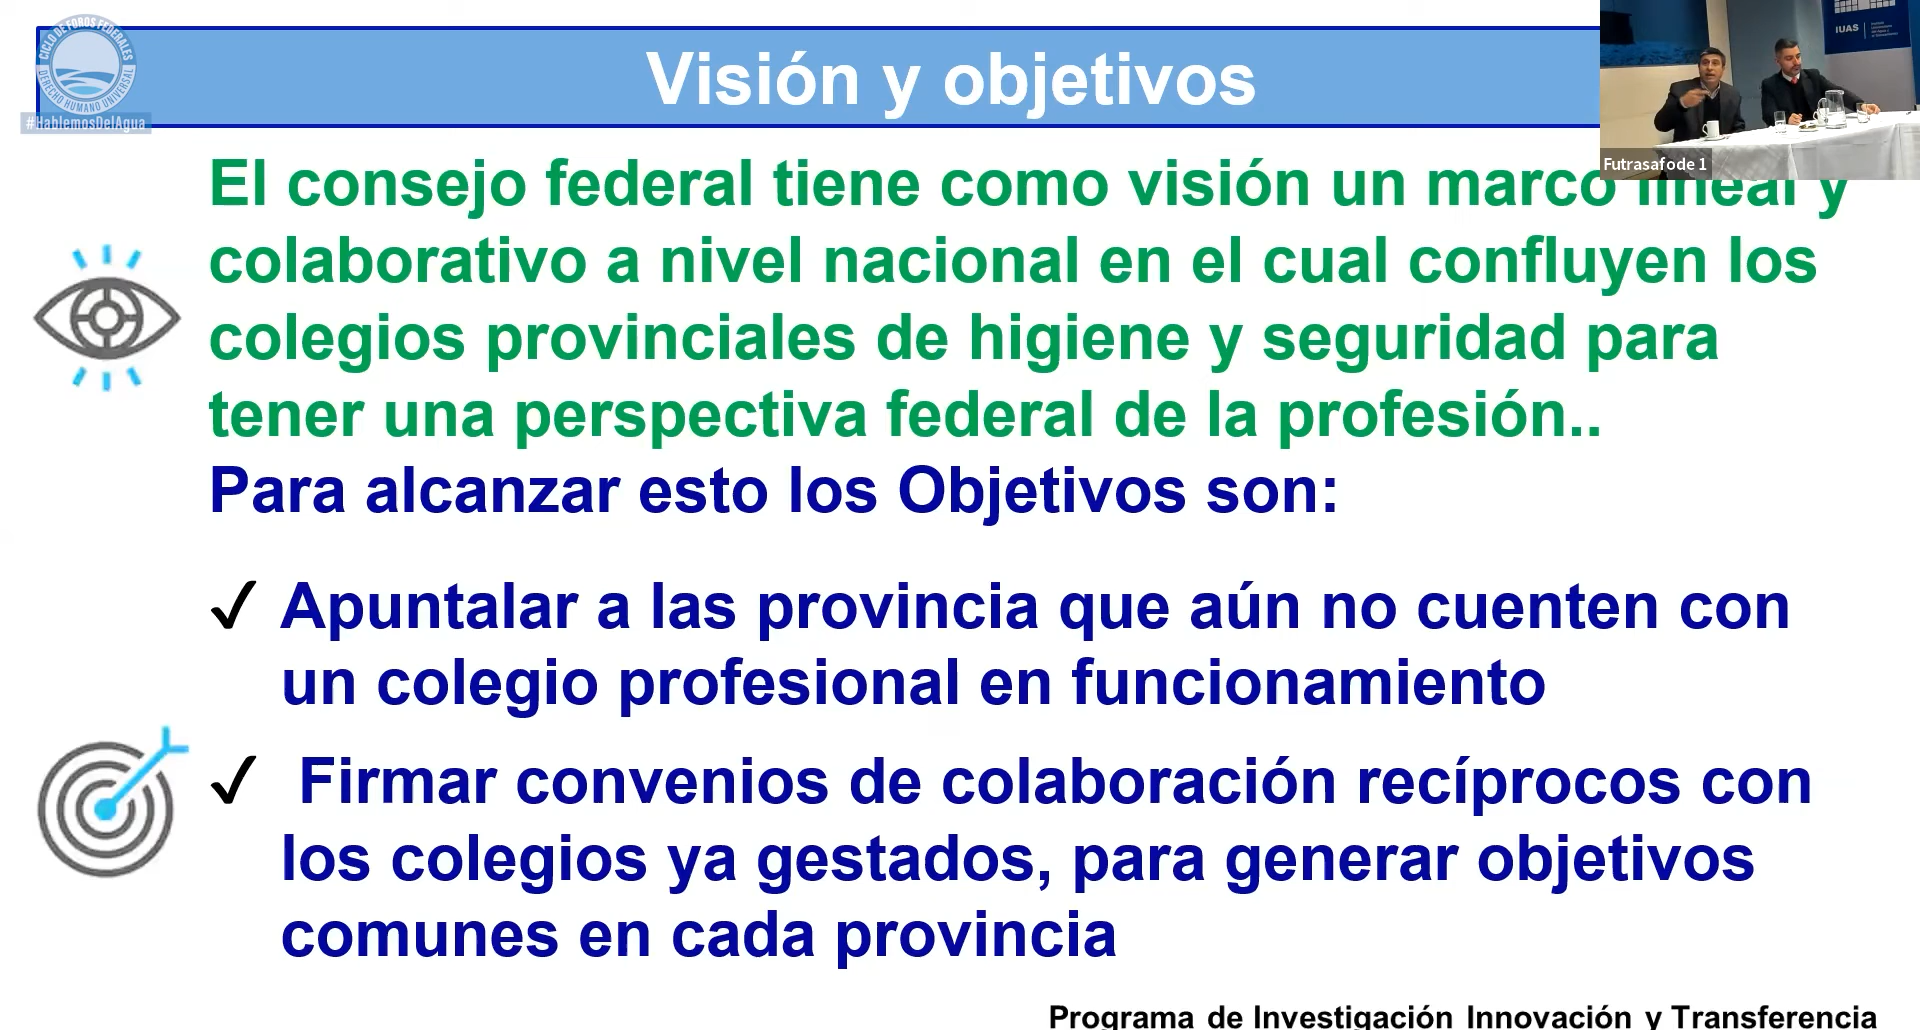 CICLO DE FOROS FEDERALES
DERECHO HUMANO UNIVERSAL
#HablemosDelAgua
Visión y objetivos
IUAS
Futrasafode 1
El consejo federal tiene como visión un marco lineal y
colaborativo a nivel nacional en el cual confluyen los
colegios provinciales de higiene y seguridad para
tener una perspectiva federal de la profesión..
Para alcanzar esto los Objetivos son:
✓ Apuntalar a las provincia que aún no cuenten con
un colegio profesional en funcionamiento
✓ Firmar convenios de colaboración recíprocos con
los colegios ya gestados, para generar objetivos
comunes en cada provincia
Programa de Investigación Innovación y Transferencia